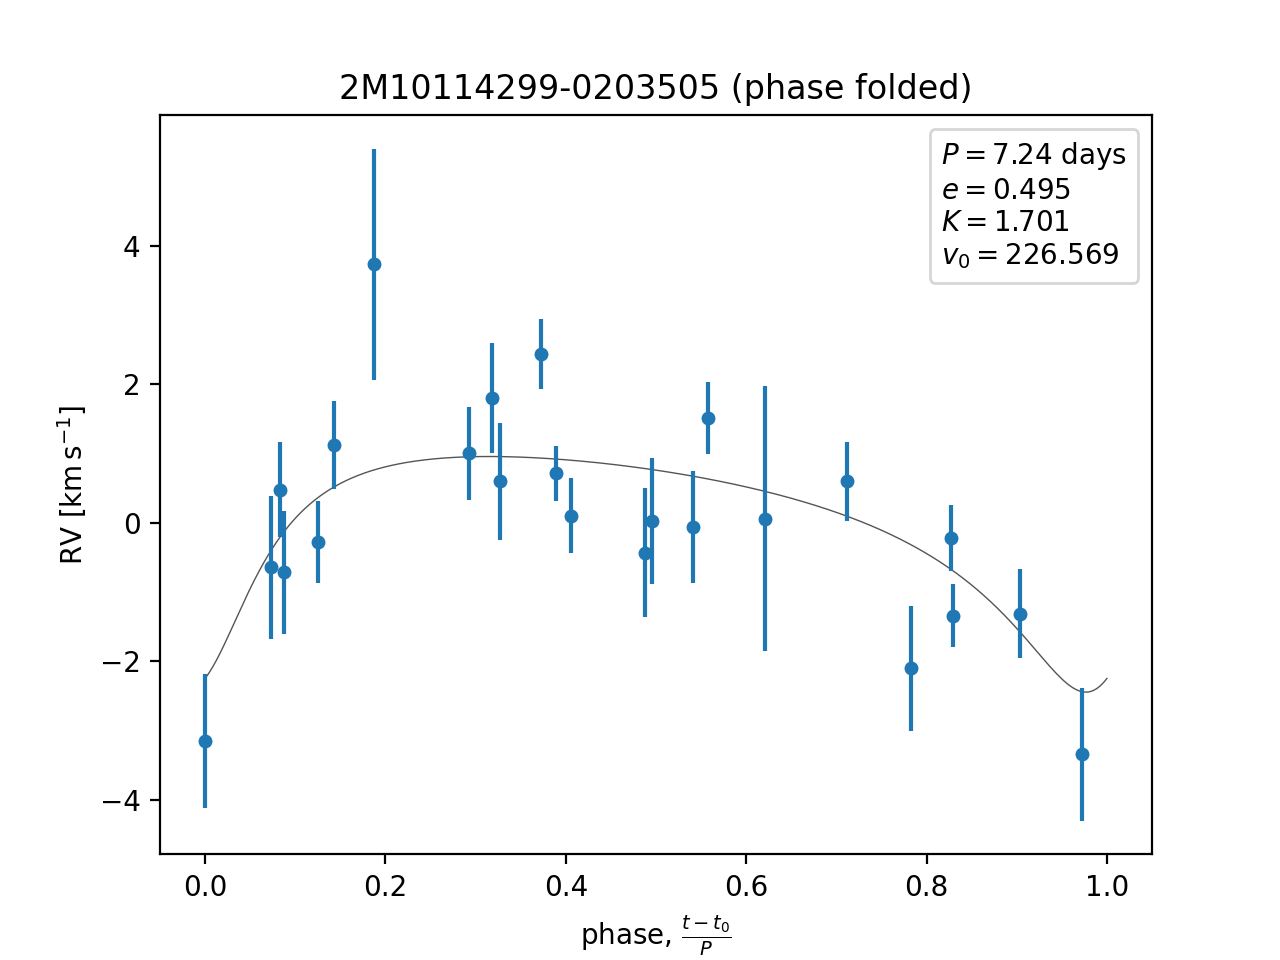 2M10114299-0203505 (phase folded)
P = 7.24 days
e = 0.495
K = 1.701
v₀ = 226.569
RV [km s⁻¹]
4
2
0
−2
−4
0.0 0.2 0.4 0.6 0.8 1.0
phase, (t − t₀)/P